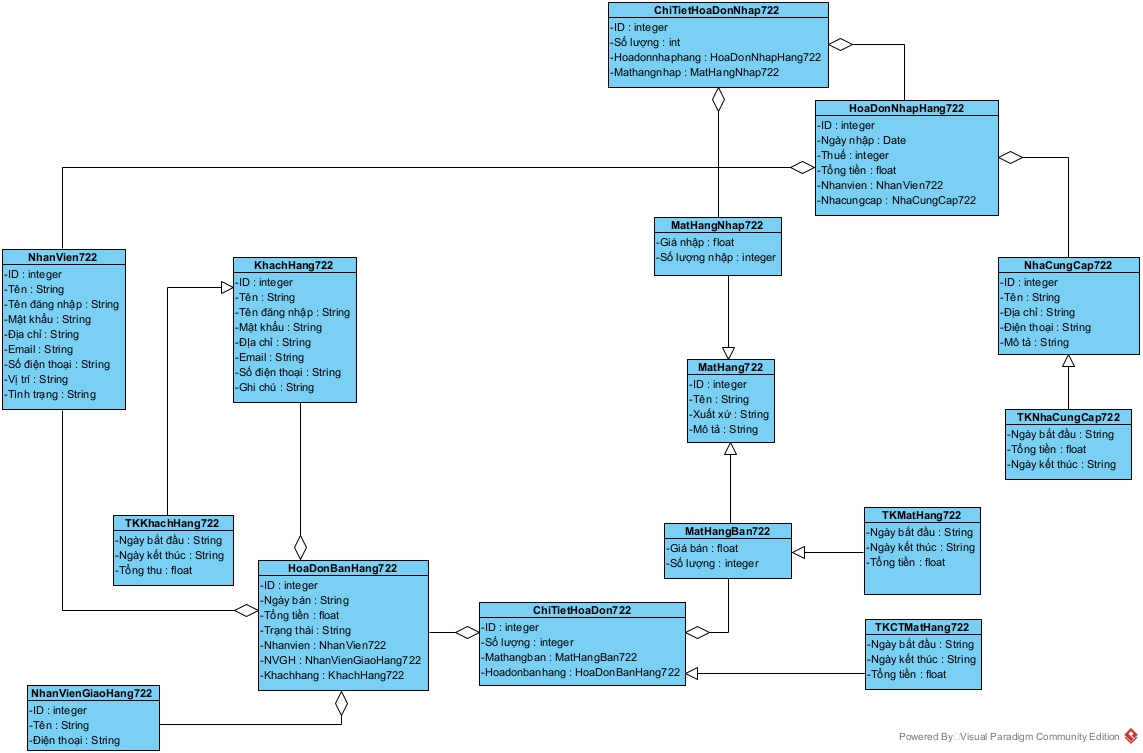 ChiTietHoaDonNhap722
-ID : integer
-Số lượng : int
-Hoadonnhaphang : HoaDonNhapHang722
-Mathangnhap : MatHangNhap722
HoaDonNhapHang722
-ID : integer
-Ngày nhập : Date
-Thuế : integer
-Tổng tiền : float
-Nhanvien : NhanVien722
-Nhacungcap : NhaCungCap722
MatHangNhap722
-Giá nhập : float
-Số lượng nhập : integer
NhanVien722
-ID : integer
-Tên : String
-Tên đăng nhập : String
-Mật khẩu : String
-Địa chỉ : String
-Email : String
-Số điện thoại : String
-Vị trí : String
-Tình trạng : String
KhachHang722
-ID : integer
-Tên : String
-Tên đăng nhập : String
-Mật khẩu : String
-ĐỊa chỉ : String
-Email : String
-Số điện thoại : String
-Ghi chú : String
NhaCungCap722
-ID : integer
-Tên : String
-Địa chỉ : String
-Điện thoại : String
-Mô tả : String
MatHang722
-ID : integer
-Tên : String
-Xuất xứ : String
-Mô tả : String
TKNhaCungCap722
-Ngày bắt đầu : String
-Tổng tiền : float
-Ngày kết thúc : String
TKKhachHang722
-Ngày bắt đầu : String
-Ngày kết thúc : String
-Tổng thu : float
MatHangBan722
-Giá bán : float
-Số lượng : integer
TKMatHang722
-Ngày bắt đầu : String
-Ngày kết thúc : String
-Tổng tiền : float
HoaDonBanHang722
-ID : integer
-Ngày bán : String
-Tổng tiền : float
-Trạng thái : String
-Nhanvien : NhanVien722
-NVGH : NhanVienGiaoHang722
-Khachhang : KhachHang722
ChiTietHoaDon722
-ID : integer
-Số lượng : integer
-Mathangban : MatHangBan722
-Hoadonbanhang : HoaDonBanHang722
TKCTMatHang722
-Ngày bắt đầu : String
-Ngày kết thúc : String
-Tổng tiền : float
NhanVienGiaoHang722
-ID : integer
-Tên : String
-Điện thoại : String
Powered By Visual Paradigm Community Edition